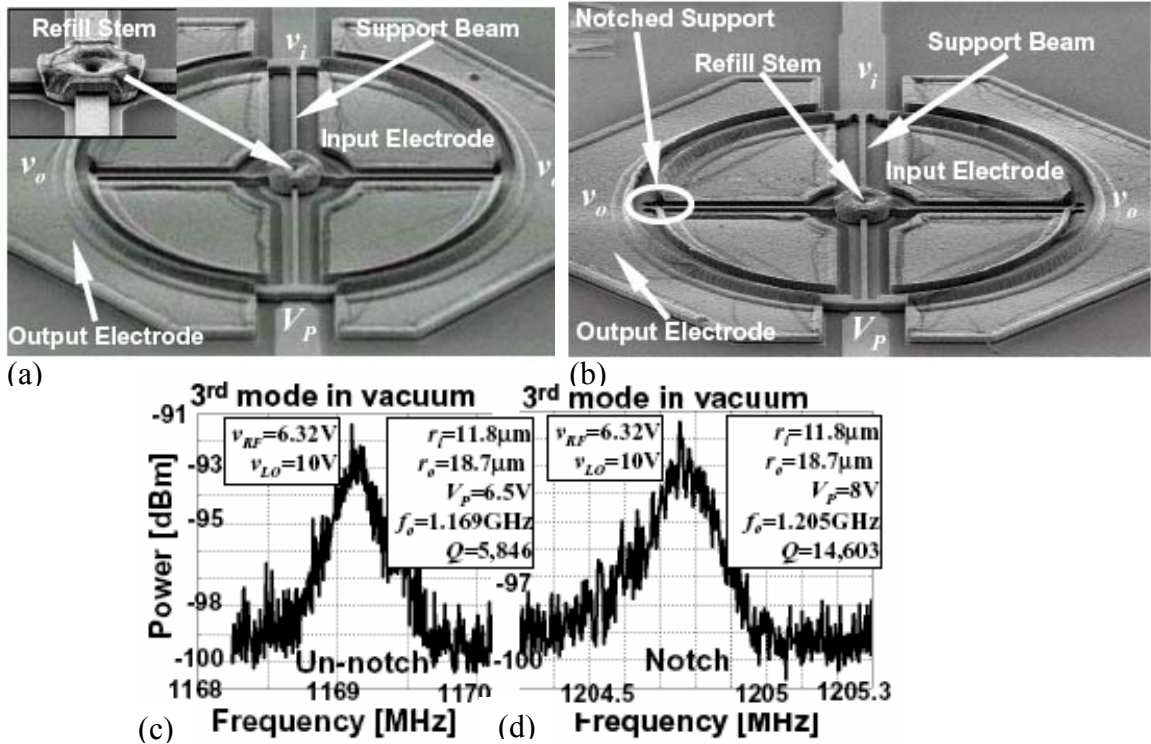 Refill Stem
v_i
Support Beam
Input Electrode
v_o
v_o
Output Electrode
V_P
(a)
Notched Support
v_i
Support Beam
Refill Stem
Input Electrode
v_o
v_o
Output Electrode
V_P
(b)
3rd mode in vacuum
v_RF=6.32V
v_LO=10V
r_i=11.8μm
r_o=18.7μm
V_P=6.5V
f_o=1.169GHz
Q=5,846
-91
-93
-95
-98
-100
Power [dBm]
Un-notch
1168
1169
1170
Frequency [MHz]
(c)
3rd mode in vacuum
v_RF=6.32V
v_LO=10V
r_i=11.8μm
r_o=18.7μm
V_P=8V
f_o=1.205GHz
Q=14,603
-97
-100
Notch
1204.5
1205
1205.3
Frequency [MHz]
(d)